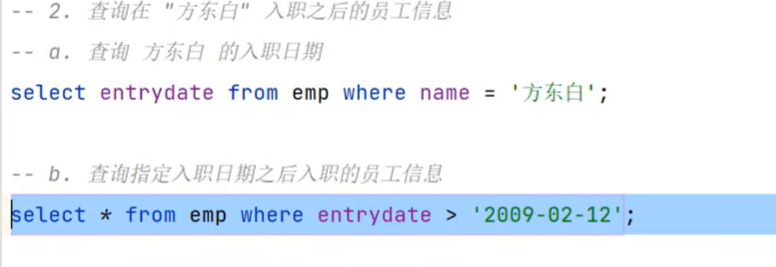 -- 2. 查询在 "方东白" 入职之后的员工信息
-- a. 查询 方东白 的入职日期
select entrydate from emp where name = '方东白';
-- b. 查询指定入职日期之后入职的员工信息
select * from emp where entrydate > '2009-02-12';